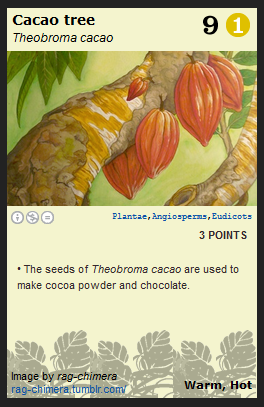 Cacao tree
Theobroma cacao
9 1
Plantae,Angiosperms,Eudicots
3 POINTS
• The seeds of Theobroma cacao are used to
make cocoa powder and chocolate.
Image by rag-chimera
rag-chimera.tumblr.com/
Warm, Hot